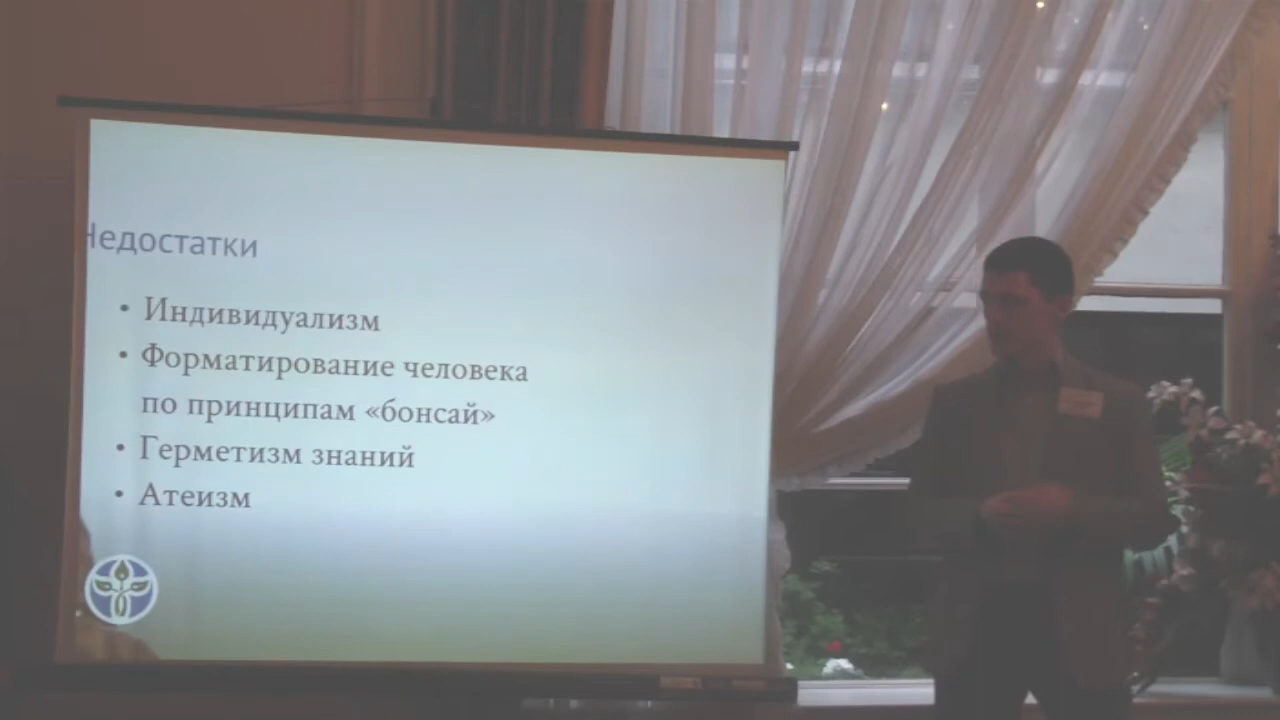 Недостатки
• Индивидуализм
• Форматирование человека
по принципам «бонсай»
• Герметизм знаний
• Атеизм